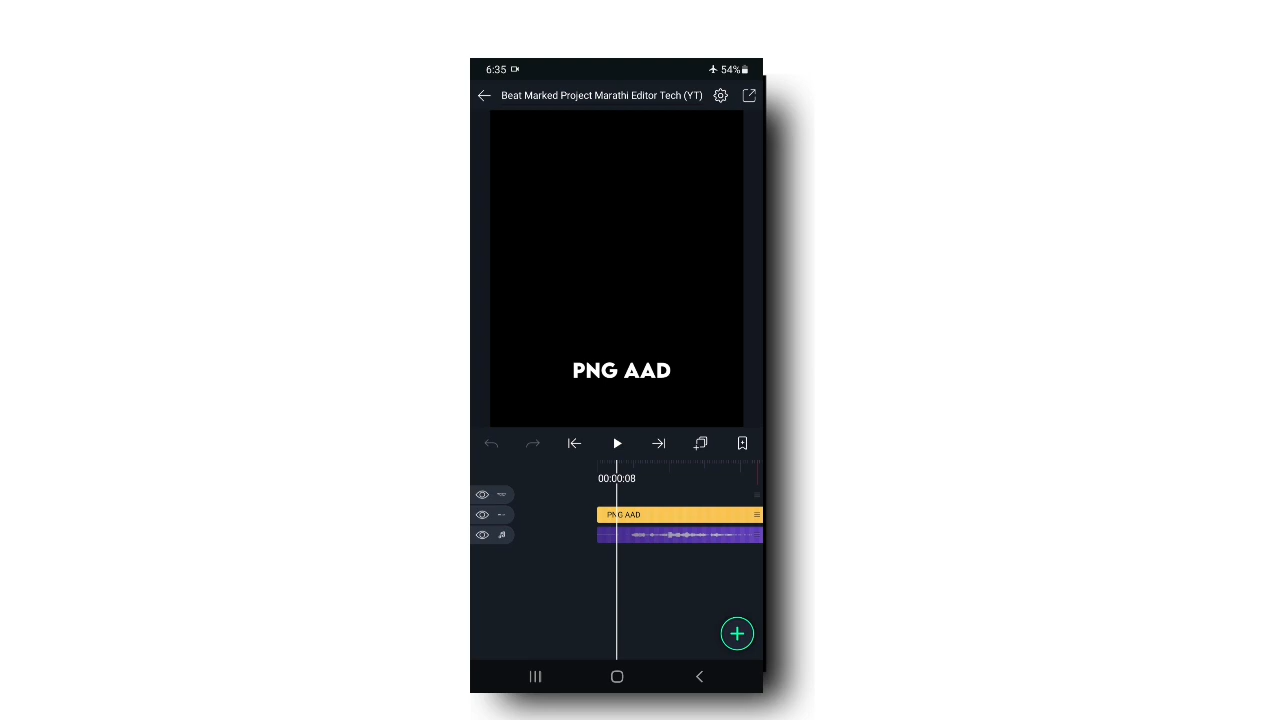 6:35 54%
Beat Marked Project Marathi Editor Tech (YT)
PNG AAD
00:00:08
PNG AAD